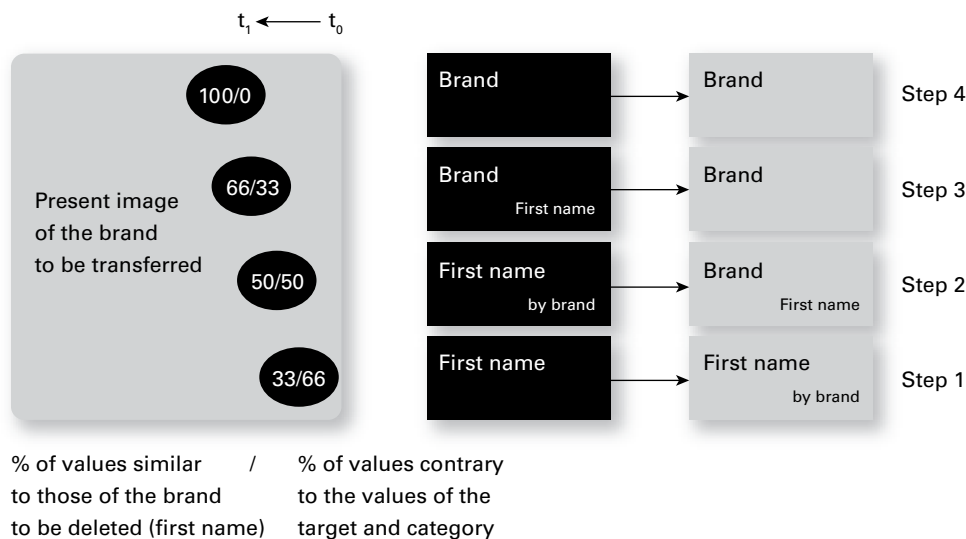 t1 t0
100/0
66/33
50/50
33/66
Present image
of the brand
to be transferred
Brand
Brand
Step 4
Brand
First name
Brand
Step 3
First name
by brand
Brand
First name
Step 2
First name
First name
by brand
Step 1
% of values similar / % of values contrary
to those of the brand to the values of the
to be deleted (first name) target and category